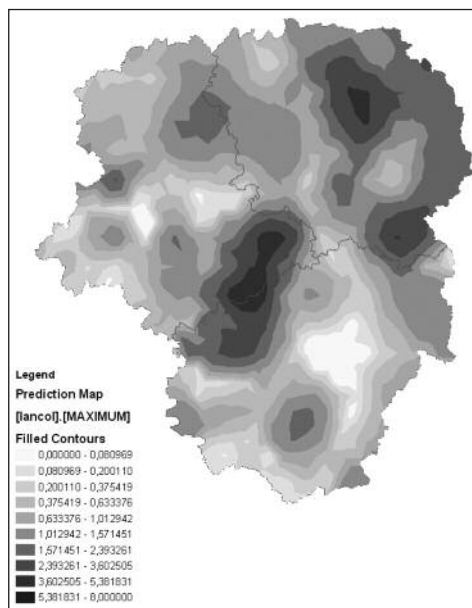 Legend
Prediction Map
[lancol].[MAXIMUM]
Filled Contours
0,000000 - 0,080969
0,080969 - 0,200110
0,200110 - 0,375419
0,375419 - 0,633376
0,633376 - 1,012942
1,012942 - 1,571451
1,571451 - 2,393261
2,393261 - 3,602505
3,602505 - 5,381831
5,381831 - 8,000000